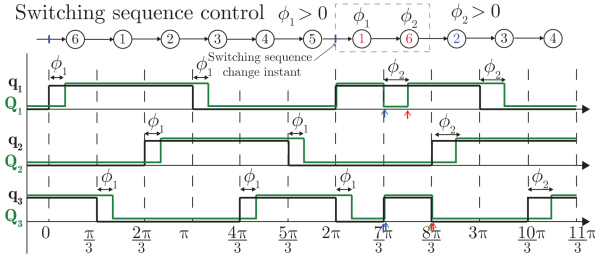 Switching sequence control ϕ₁ > 0 ϕ₁ ϕ₂ ϕ₂ > 0
6 1 2 3 4 5 1 6 2 3 4
Switching sequence
change instant
ϕ₁ ϕ₁ ϕ₂ ϕ₂
q₁
Q₁
ϕ₁ ϕ₁ ϕ₂
q₂
Q₂
ϕ₁ ϕ₁ ϕ₁ ϕ₂
q₃
Q₃
0 π/3 2π/3 π 4π/3 5π/3 2π 7π/3 8π/3 3π 10π/3 11π/3